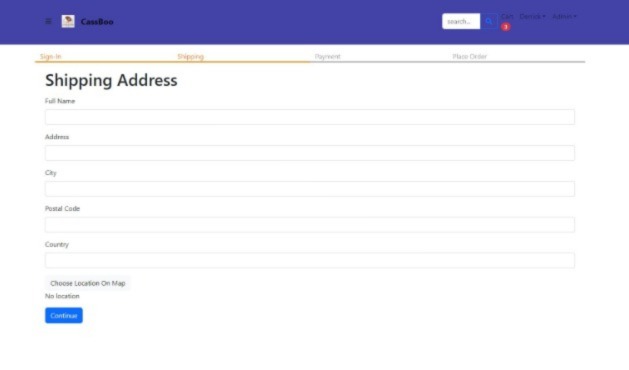 CassBoo
search...
Cart
3
Admin
Sign-In Shipping Payment Place Order
Shipping Address
Full Name
Address
City
Postal Code
Country
Choose Location On Map
No location
Continue